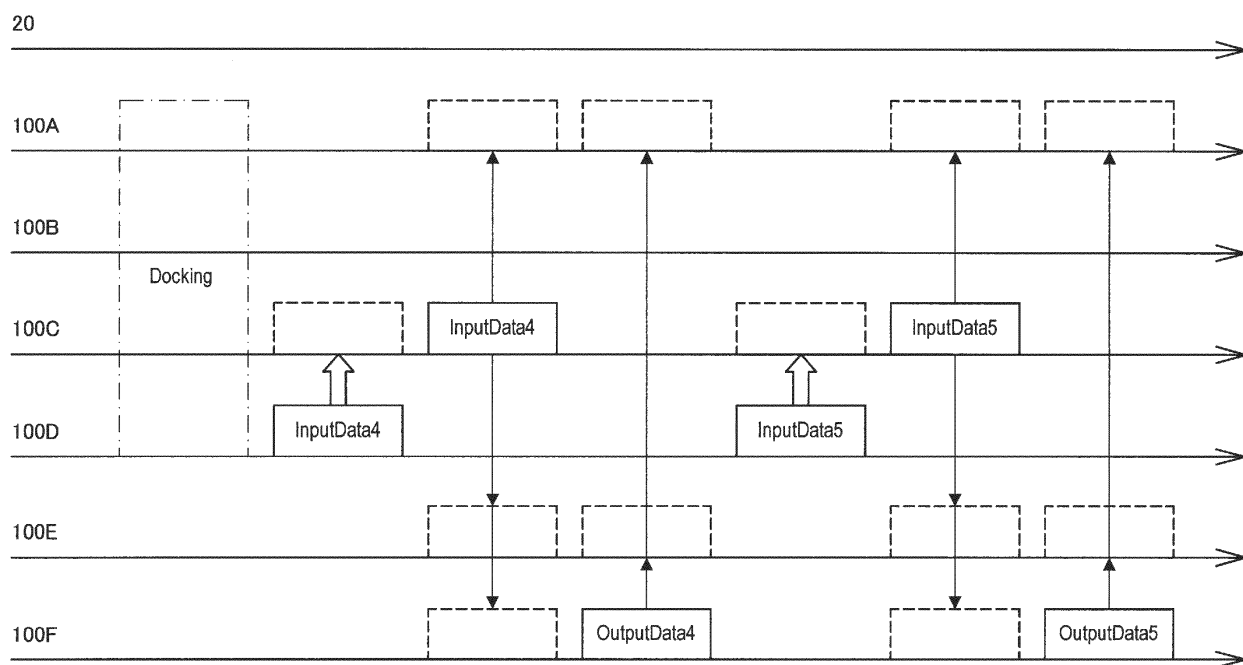 20
100A
100B
Docking
100C
InputData4
InputData5
100D
InputData4
InputData5
100E
100F
OutputData4
OutputData5